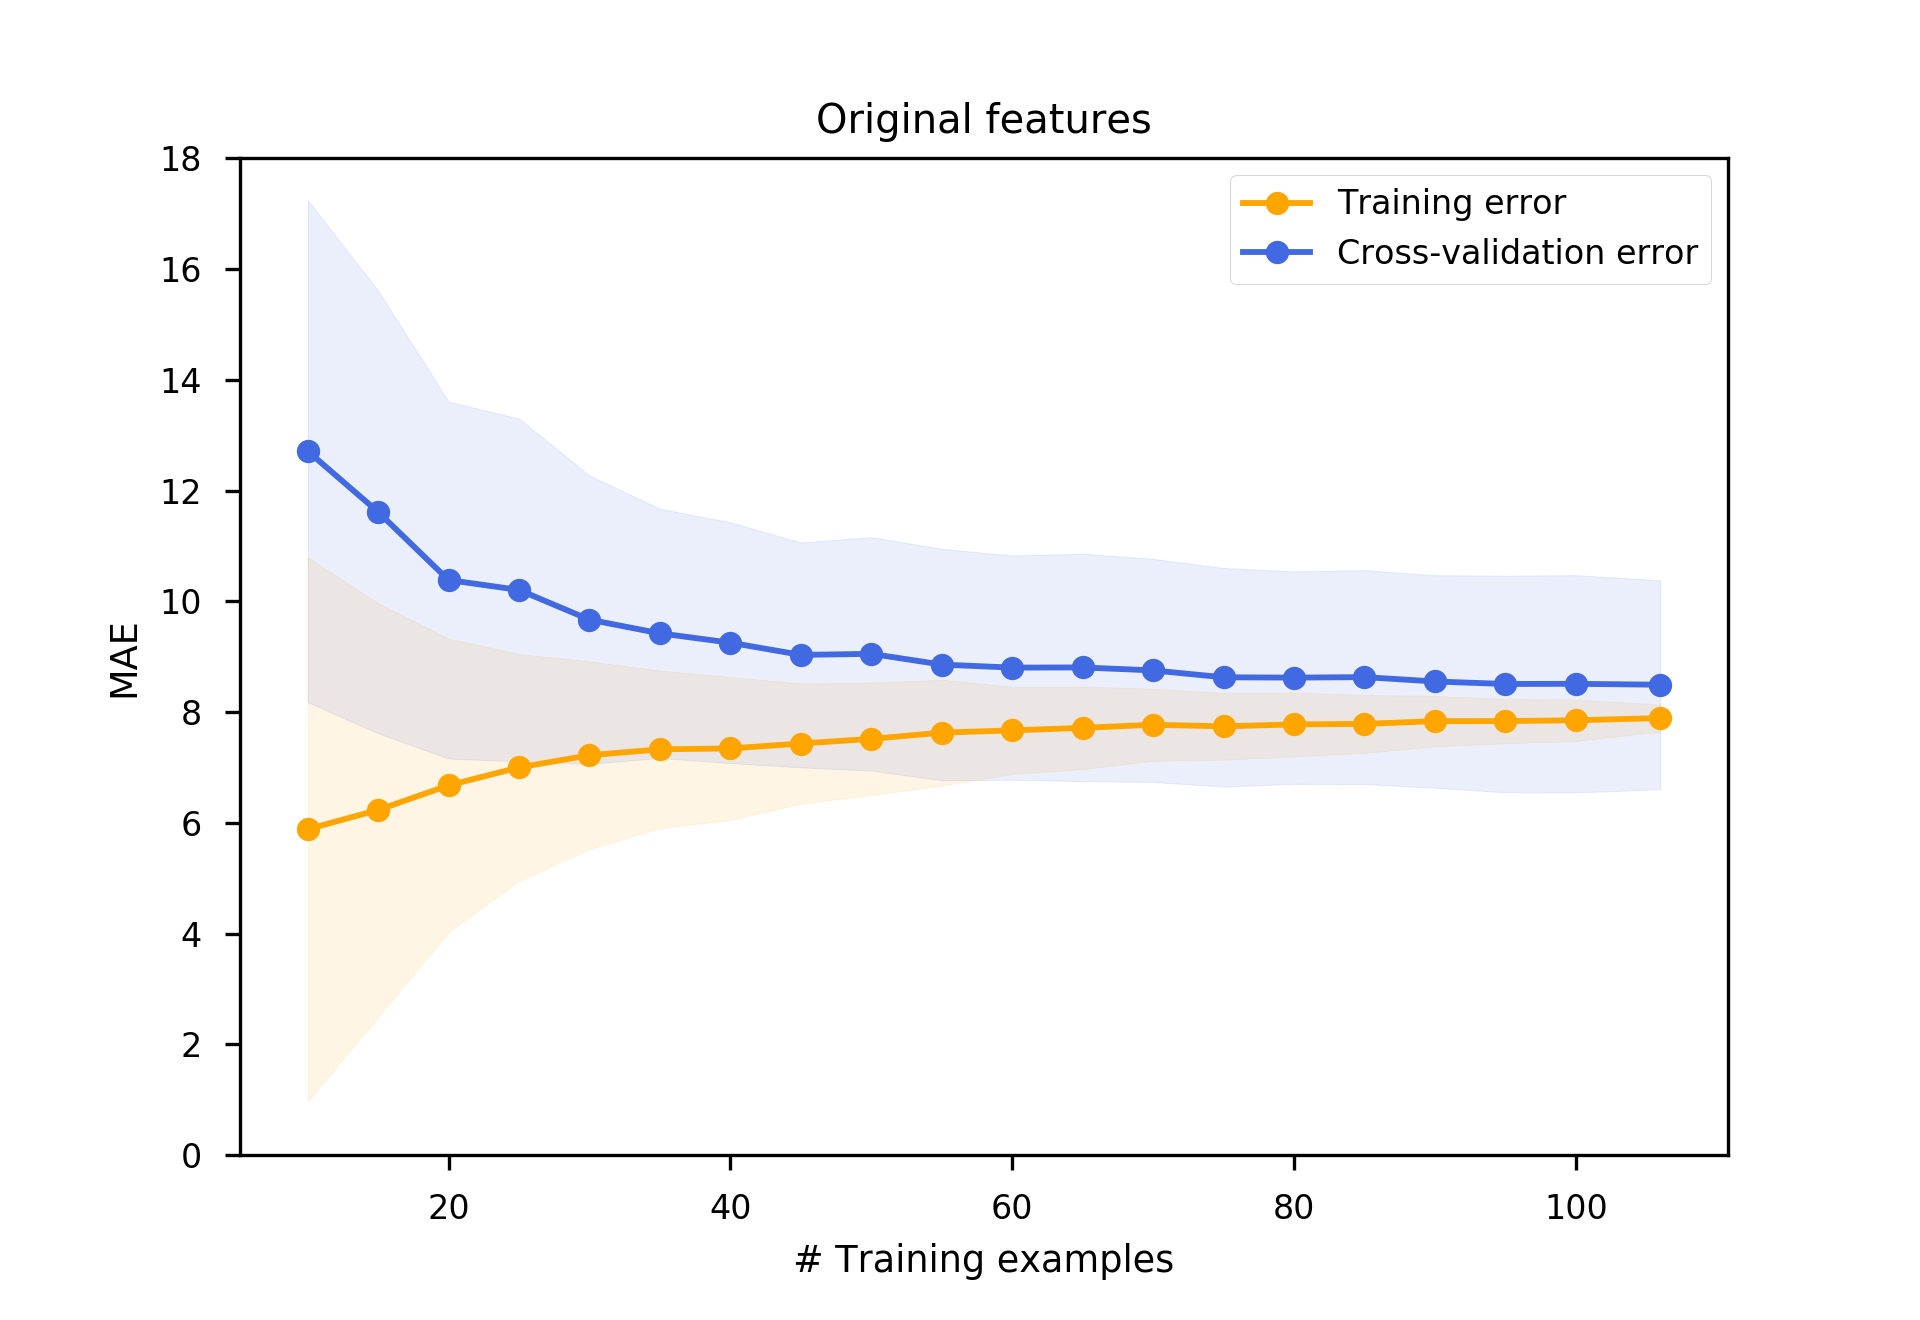 Original features
Training error
Cross-validation error
18
16
14
12
10
8
6
4
2
0
MAE
20 40 60 80 100
# Training examples